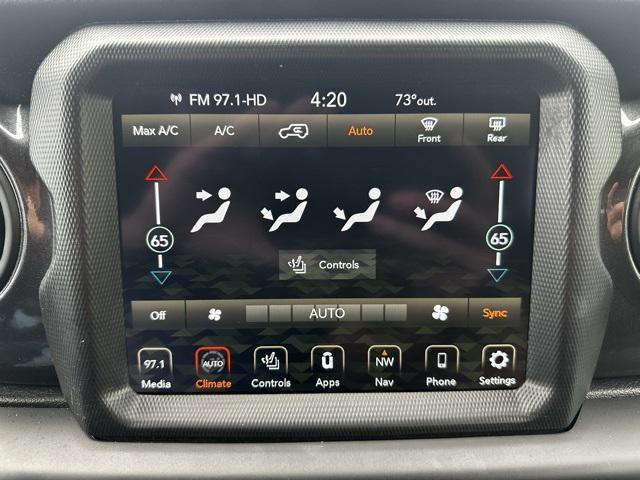 FM 97.1-HD 4:20 73°out.
Max A/C A/C Auto Front Rear
65 65
Controls
Off AUTO Sync
97.1 AUTO NW
Media Climate Controls Apps Nav Phone Settings